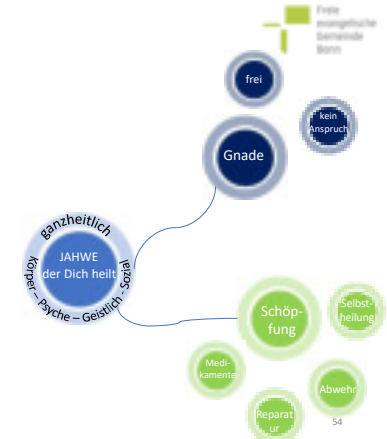 Freie
evangelische
Gemeinde
Bonn
frei
kein
Anspruch
Gnade
ganzheitlich
JAHWE
der Dich heilt
Körper – Psyche – Geistlich - Sozial
Schöp-
fung
Selbst-
heilung
Medi-
kamente
Abwehr
Reparat
ur
54